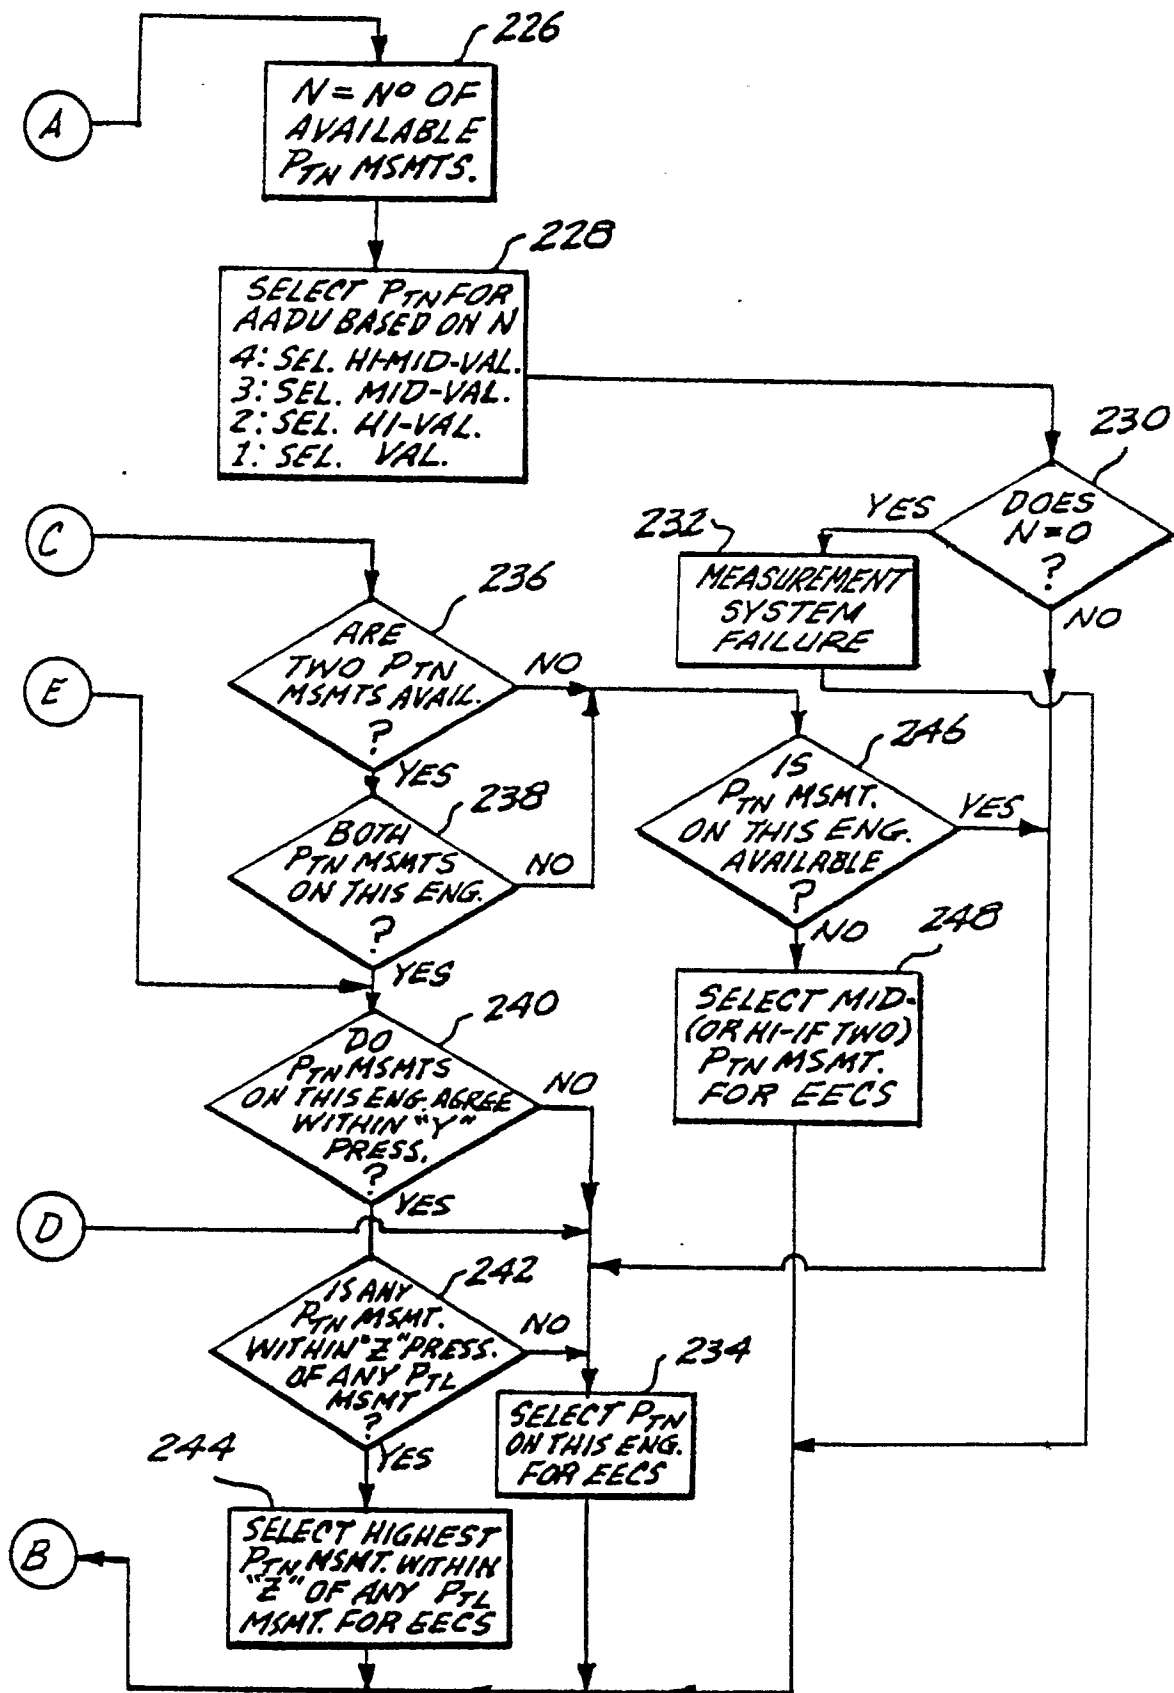 226
N = Nº OF
AVAILABLE
PTN MSMTS.
A
228
SELECT PTN FOR
AADU BASED ON N
4: SEL. HI-MID-VAL.
3: SEL. MID-VAL.
2: SEL. HI-VAL.
1: SEL. VAL.
230
DOES
N=0
?
YES
NO
232
MEASUREMENT
SYSTEM
FAILURE
C
236
ARE
TWO PTN
MSMTS AVAIL.
?
NO
YES
E
238
BOTH
PTN MSMTS
ON THIS ENG.
?
NO
YES
246
IS
PTN MSMT.
ON THIS ENG.
AVAILABLE
?
YES
NO
248
SELECT MID-
(OR HI-IF TWO)
PTN MSMT.
FOR EECS
240
DO
PTN MSMTS
ON THIS ENG. AGREE
WITHIN "Y"
PRESS.
?
NO
YES
D
242
IS ANY
PTN MSMT.
WITHIN "Z" PRESS.
OF ANY PTL
MSMT
?
NO
YES
234
SELECT PTN
ON THIS ENG.
FOR EECS
244
SELECT HIGHEST
PTN MSMT. WITHIN
"Z" OF ANY PTL
MSMT. FOR EECS
B